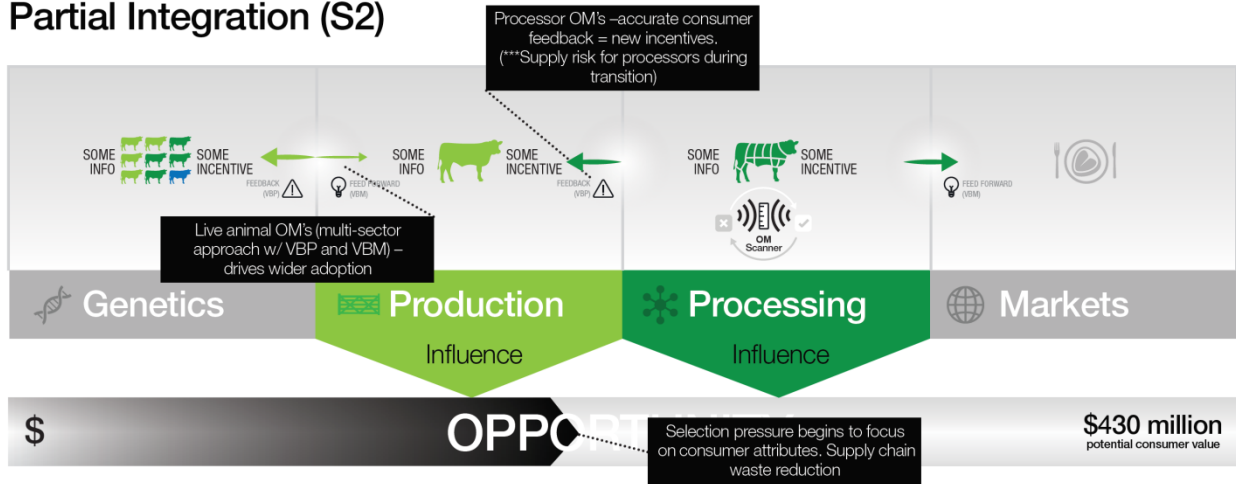 Partial Integration (S2)
Processor OM's –accurate consumer
feedback = new incentives.
(***Supply risk for processors during
transition)
SOME
INFO
SOME
INCENTIVE
FEEDBACK
(VBP)
FEED FORWARD
(VBM)
SOME
INFO
SOME
INCENTIVE
FEEDBACK
(VBP)
SOME
INFO
SOME
INCENTIVE
OM
Scanner
FEED FORWARD
(VBM)
Live animal OM's (multi-sector
approach w/ VBP and VBM) –
drives wider adoption
Genetics
Production
Processing
Markets
Influence
Influence
$
OPPORTUNITY
Selection pressure begins to focus
on consumer attributes. Supply chain
waste reduction
$430 million
potential consumer value